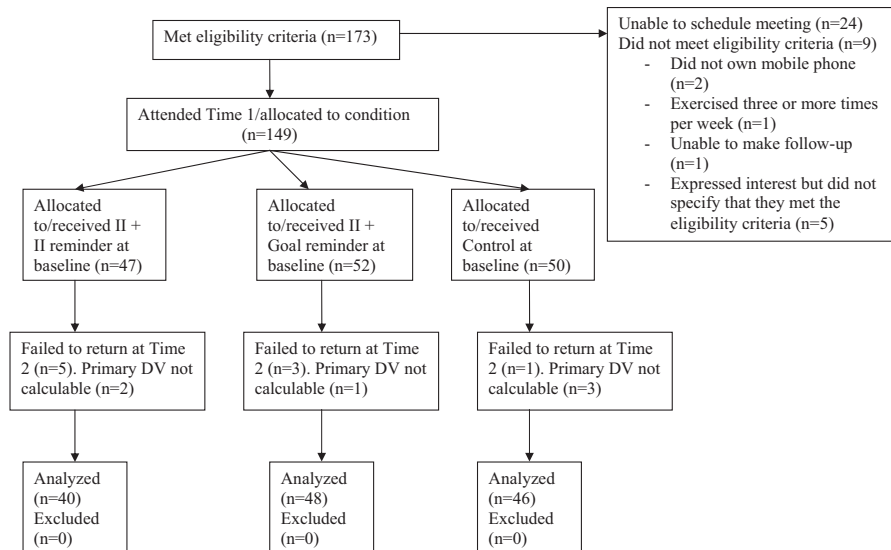 Met eligibility criteria (n=173)
Unable to schedule meeting (n=24)
Did not meet eligibility criteria (n=9)
- Did not own mobile phone
(n=2)
- Exercised three or more times
per week (n=1)
- Unable to make follow-up
(n=1)
- Expressed interest but did not
specify that they met the
eligibility criteria (n=5)
Attended Time 1/allocated to condition
(n=149)
Allocated
to/received II +
II reminder at
baseline (n=47)
Allocated
to/received II +
Goal reminder at
baseline (n=52)
Allocated
to/received
Control at
baseline (n=50)
Failed to return at Time
2 (n=5). Primary DV not
calculable (n=2)
Failed to return at Time
2 (n=3). Primary DV not
calculable (n=1)
Failed to return at Time
2 (n=1). Primary DV not
calculable (n=3)
Analyzed
(n=40)
Excluded
(n=0)
Analyzed
(n=48)
Excluded
(n=0)
Analyzed
(n=46)
Excluded
(n=0)